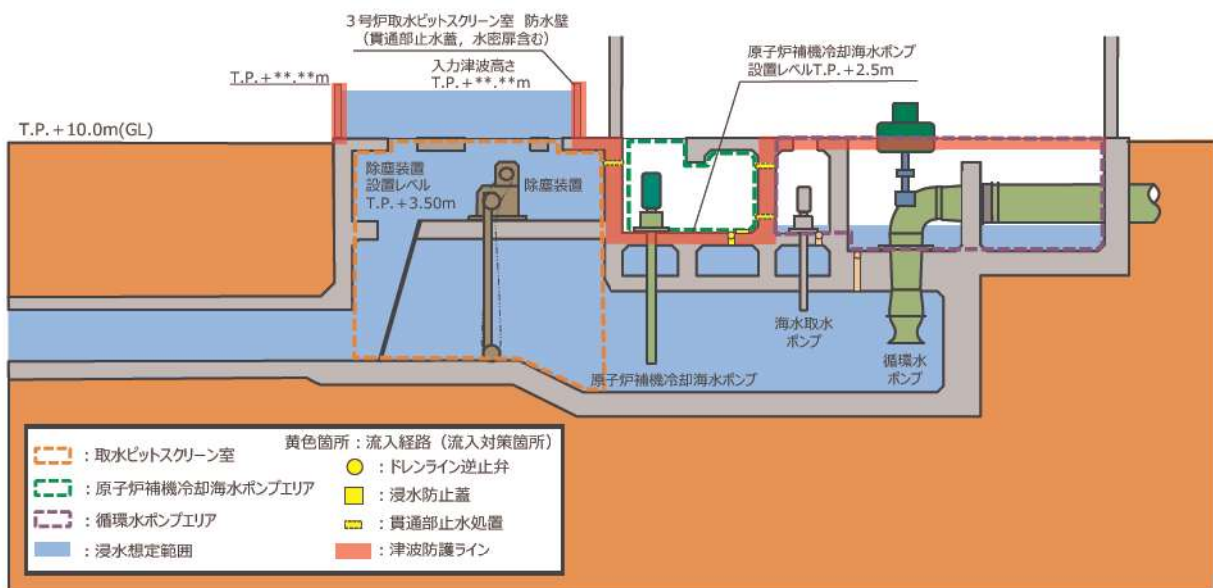 3号炉取水ピットスクリーン室 防水壁
(貫通部止水蓋，水密扉含む)
原子炉補機冷却海水ポンプ
設置レベルT.P.+2.5m
入力津波高さ
T.P.+**.**m
T.P.+**.**m
T.P.+10.0m(GL)
除塵装置
設置レベル
T.P.+3.50m
除塵装置
海水取水
ポンプ
循環水
ポンプ
原子炉補機冷却海水ポンプ
黄色箇所：流入経路（流入対策箇所）
：取水ピットスクリーン室
：原子炉補機冷却海水ポンプエリア
：循環水ポンプエリア
：浸水想定範囲
：ドレンライン逆止弁
：浸水防止蓋
：貫通部止水処置
：津波防護ライン